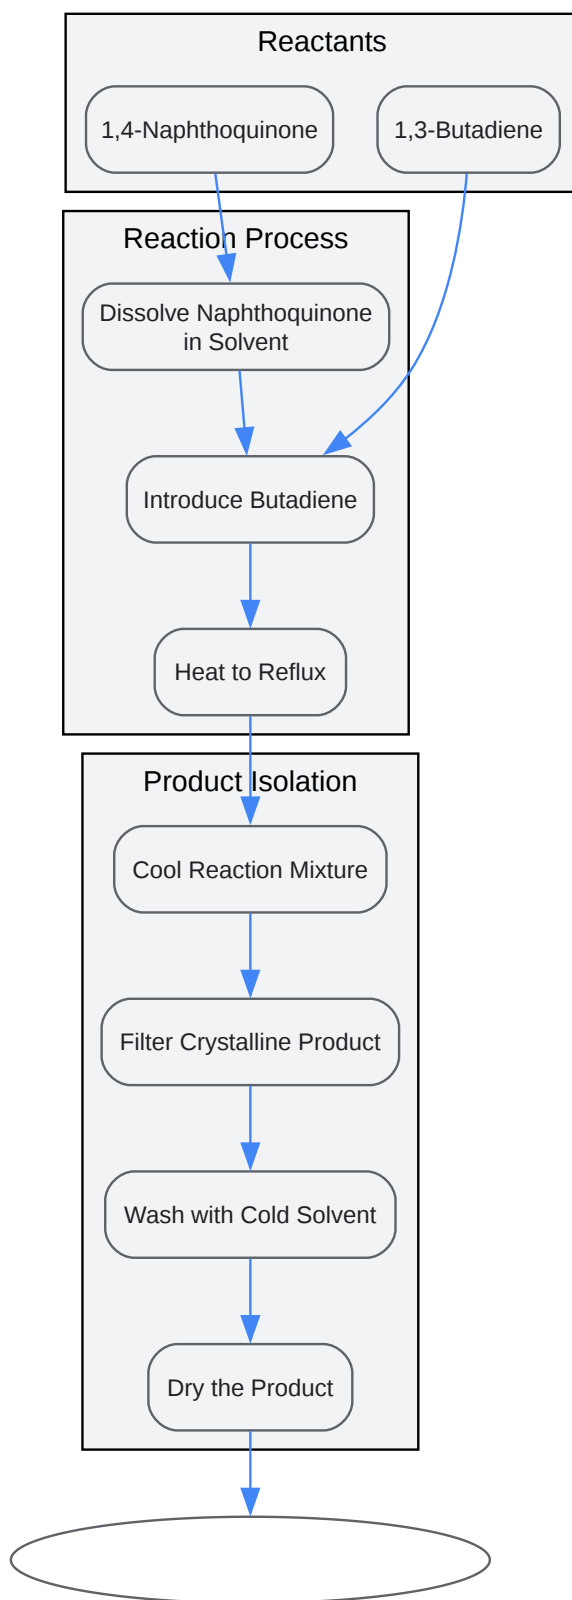 Reactants
1,4-Naphthoquinone
1,3-Butadiene
Reaction Process
Dissolve Naphthoquinone
in Solvent
Introduce Butadiene
Heat to Reflux
Product Isolation
Cool Reaction Mixture
Filter Crystalline Product
Wash with Cold Solvent
Dry the Product